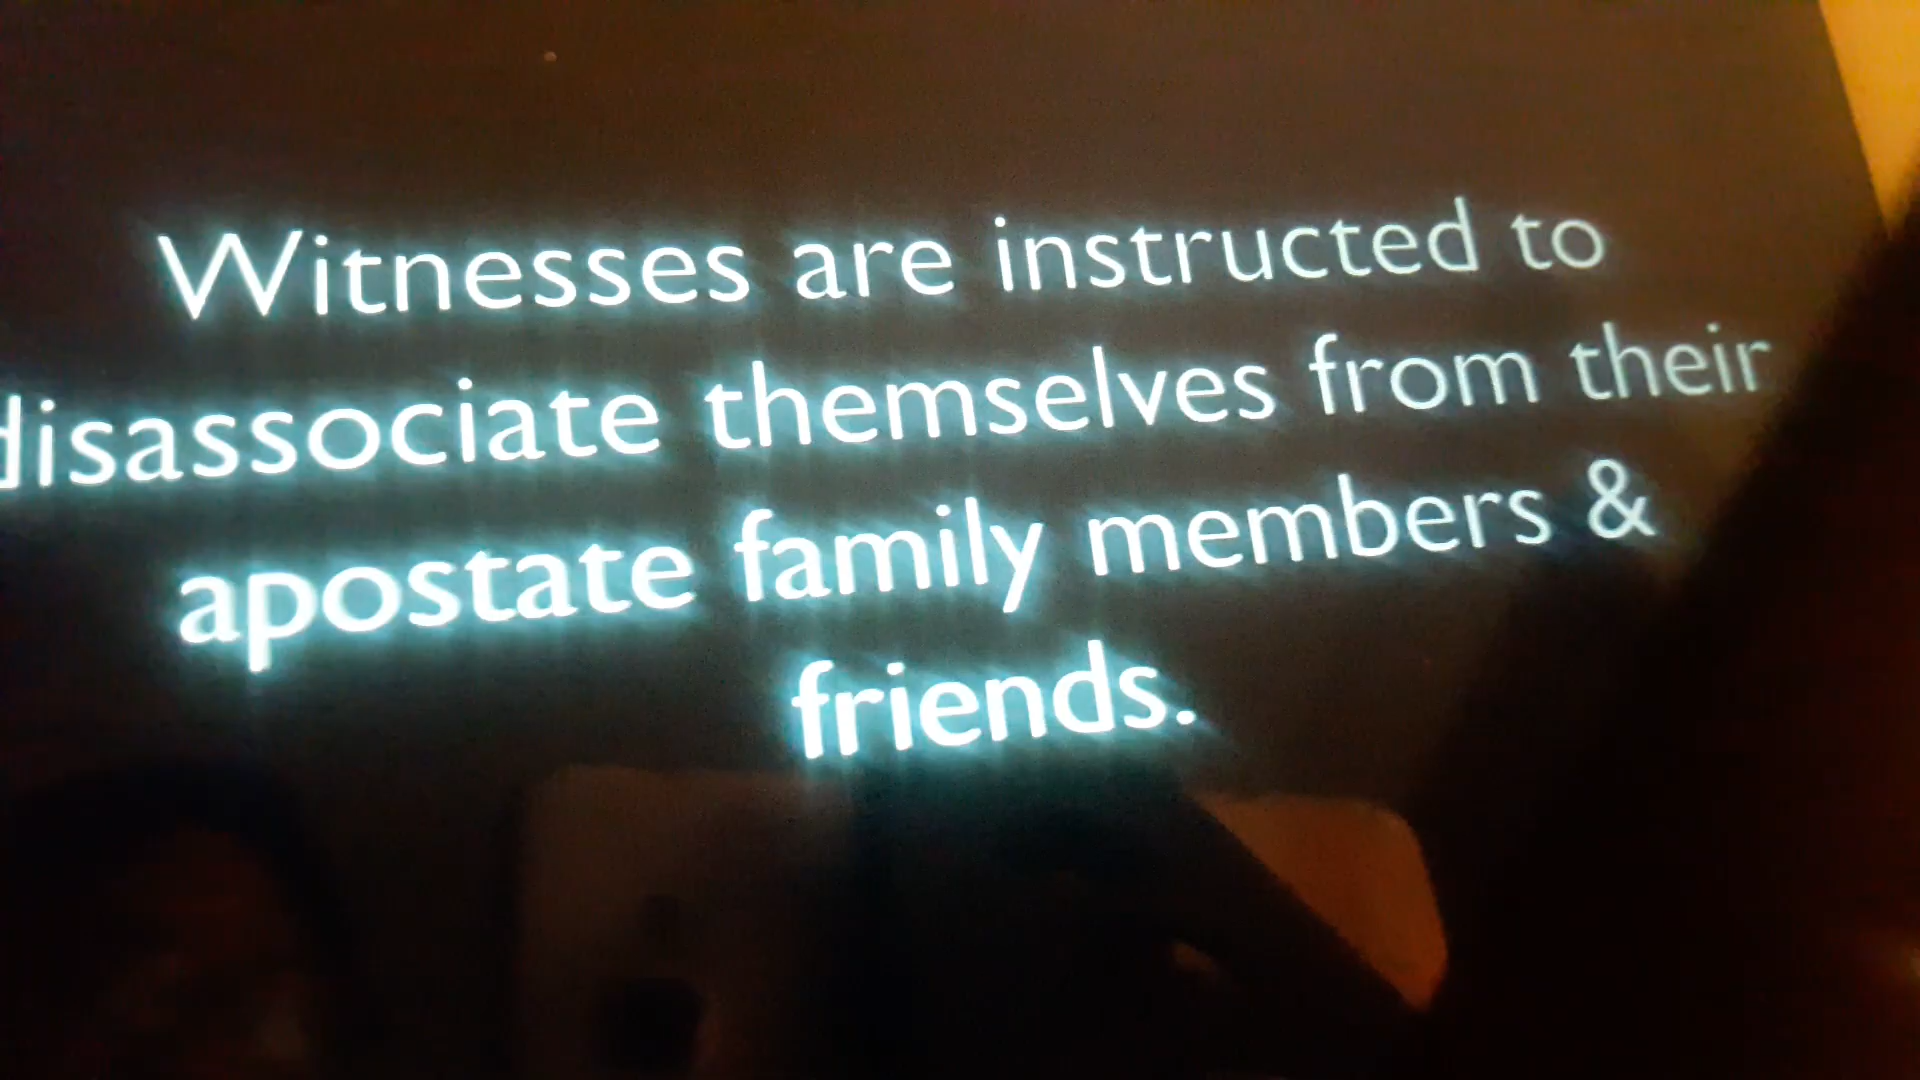 Witnesses are instructed to
disassociate themselves from their
apostate family members &
friends.